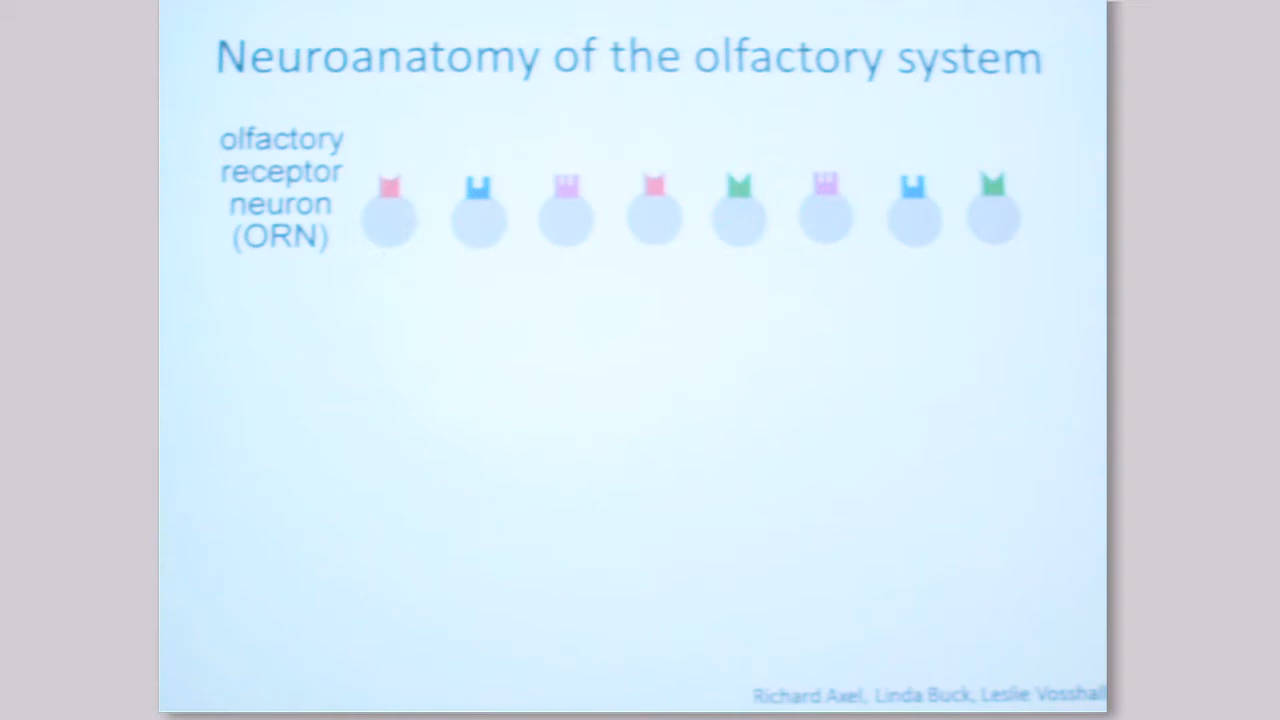 Neuroanatomy of the olfactory system
olfactory
receptor
neuron
(ORN)
Richard Axel, Linda Buck, Leslie Vosshall